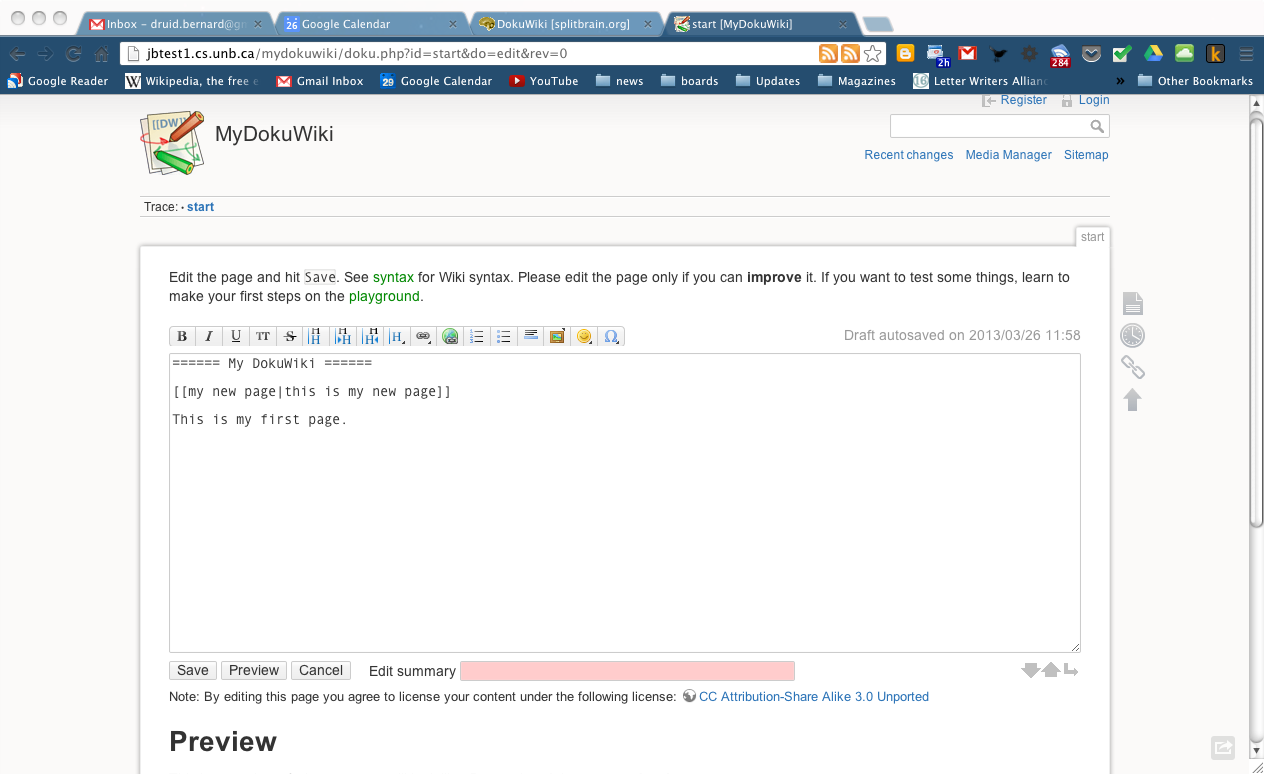 Inbox – druid.bernard@gm
Google Calendar
DokuWiki [splitbrain.org]
start [MyDokuWiki]
jbtest1.cs.unb.ca/mydokuwiki/doku.php?id=start&do=edit&rev=0
2h
284
Google Reader
Wikipedia, the free e
Gmail Inbox
Google Calendar
YouTube
news
boards
Updates
Magazines
Letter Writers Allianc
»
Other Bookmarks
Register
Login
[[DW]]
MyDokuWiki
Recent changes Media Manager Sitemap
Trace: • start
start
Edit the page and hit Save. See syntax for Wiki syntax. Please edit the page only if you can improve it. If you want to test some things, learn to
make your first steps on the playground.
B I U TT S H H H H Ω
Draft autosaved on 2013/03/26 11:58
====== My DokuWiki ======
[[my new page|this is my new page]]
This is my first page.
Save Preview Cancel Edit summary
Note: By editing this page you agree to license your content under the following license: CC Attribution-Share Alike 3.0 Unported
Preview